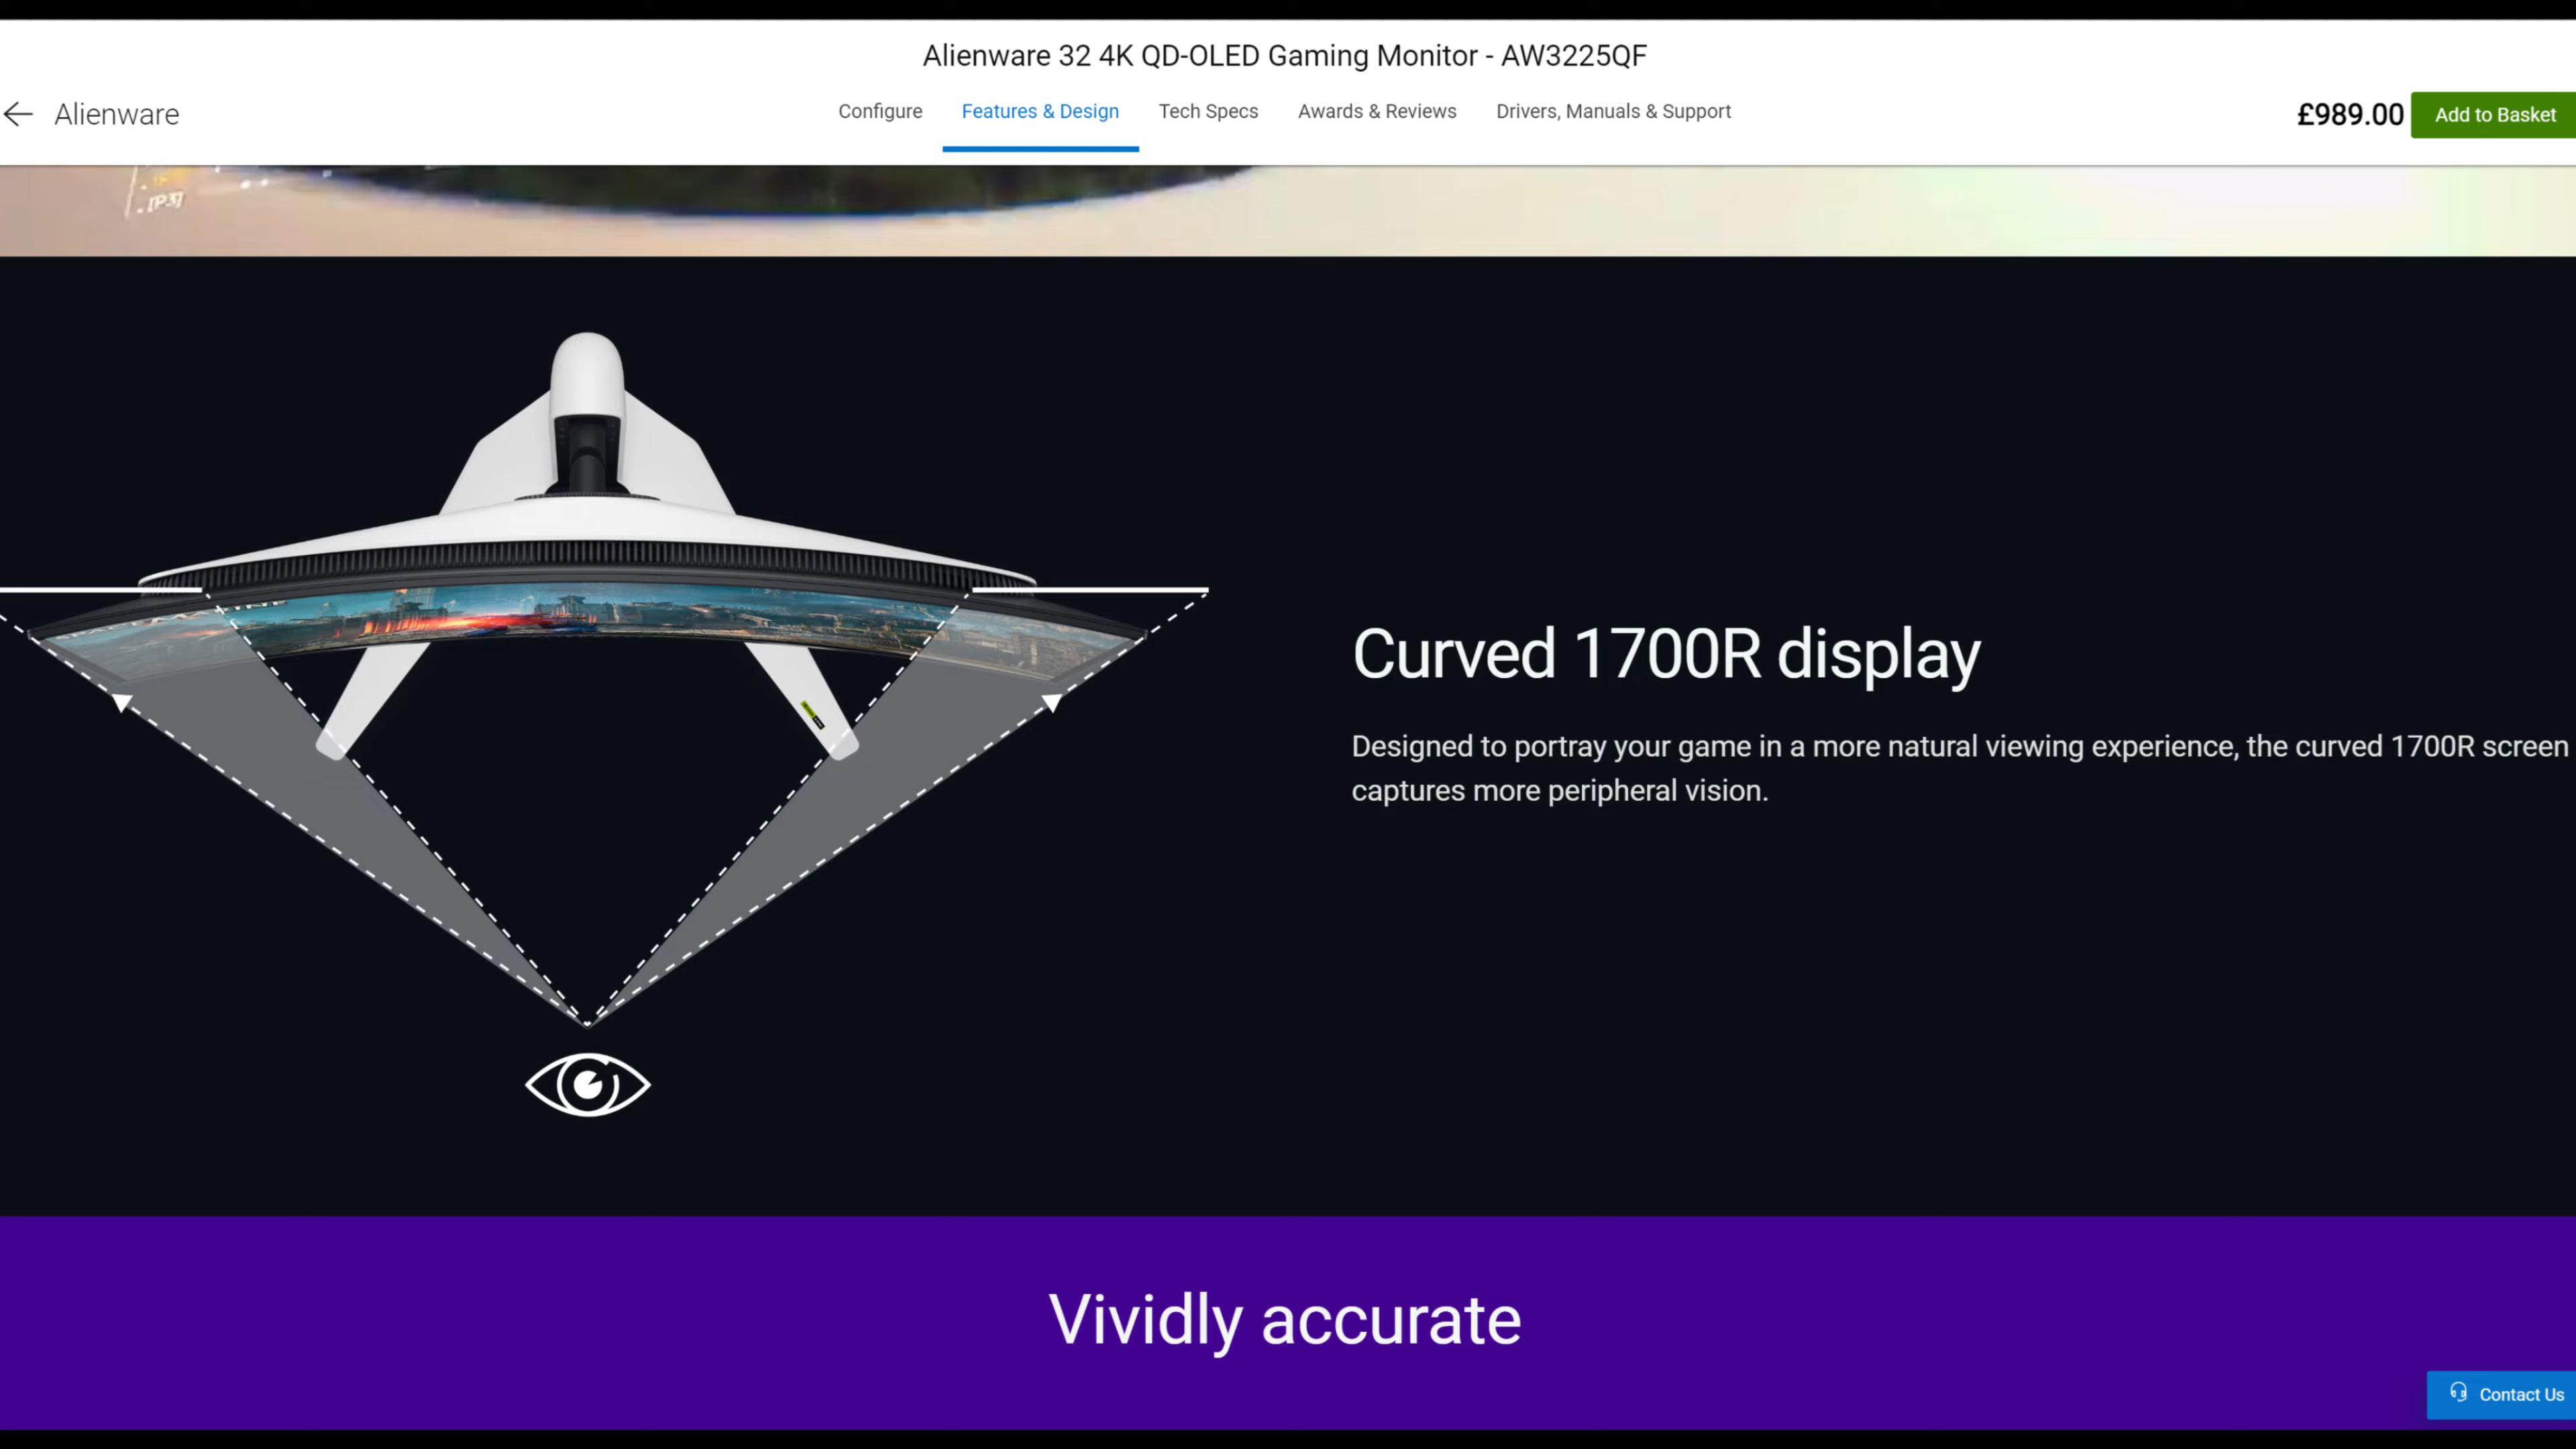 Alienware 32 4K QD-OLED Gaming Monitor - AW3225QF
Alienware
Configure
Features & Design
Tech Specs
Awards & Reviews
Drivers, Manuals & Support
£989.00
Add to Basket
[P3]
Curved 1700R display
Designed to portray your game in a more natural viewing experience, the curved 1700R screen
captures more peripheral vision.
Vividly accurate
Contact Us